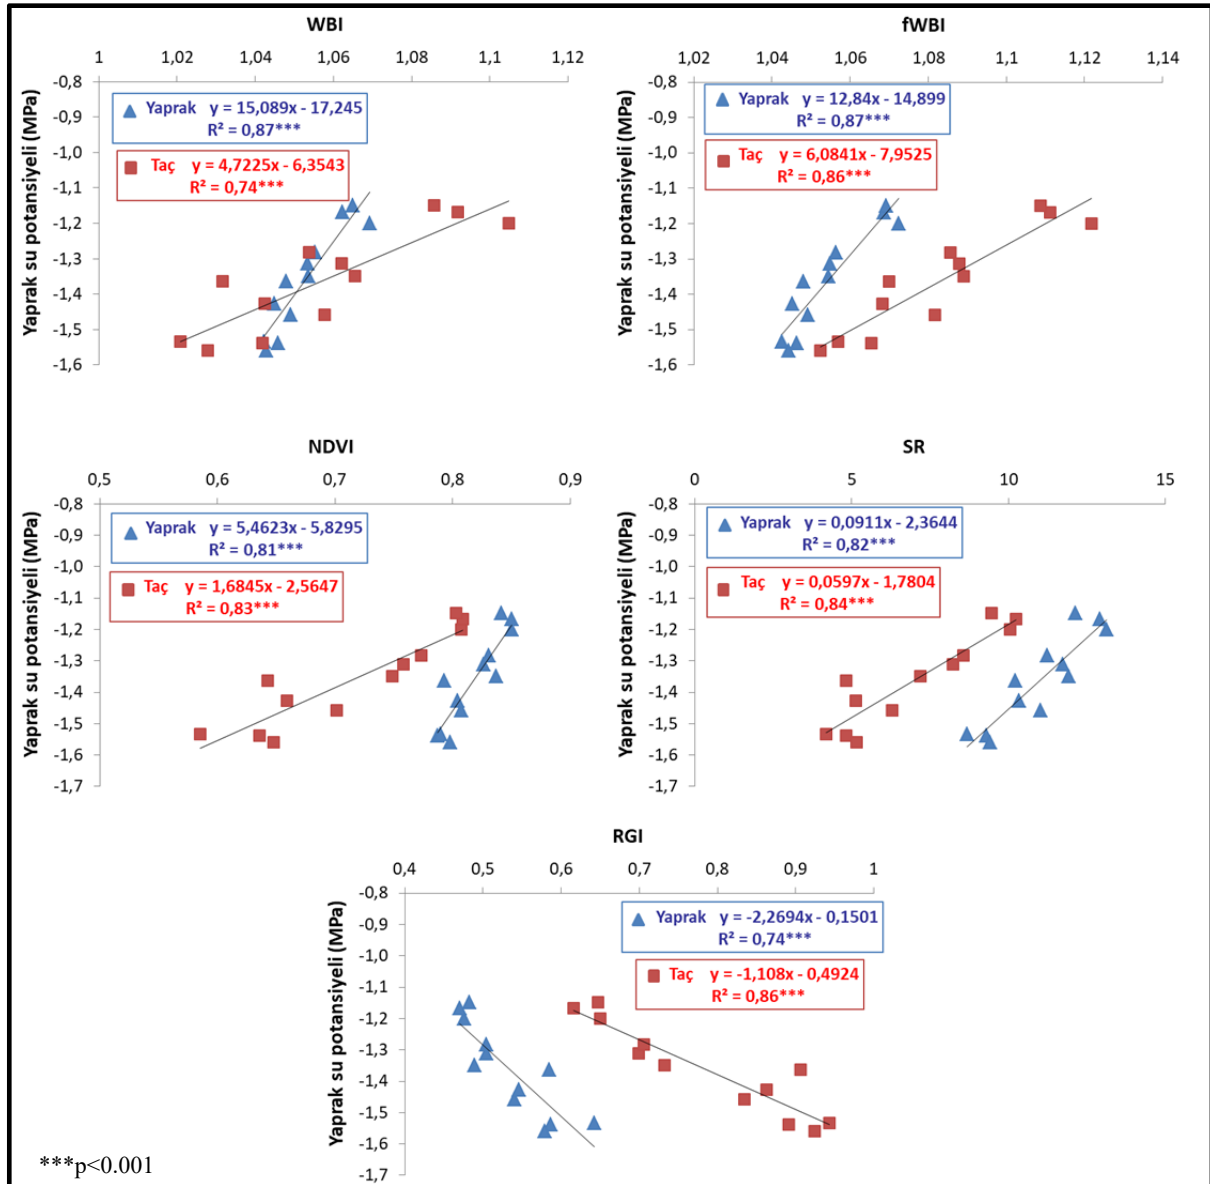 WBI
1 1,02 1,04 1,06 1,08 1,1 1,12
Yaprak su potansiyeli (MPa)
-0,8
-0,9
-1,0
-1,1
-1,2
-1,3
-1,4
-1,5
-1,6
Yaprak y = 15,089x - 17,245
R² = 0,87***
Taç y = 4,7225x - 6,3543
R² = 0,74***
fWBI
1,02 1,04 1,06 1,08 1,1 1,12 1,14
Yaprak su potansiyeli (MPa)
-0,8
-0,9
-1,0
-1,1
-1,2
-1,3
-1,4
-1,5
-1,6
Yaprak y = 12,84x - 14,899
R² = 0,87***
Taç y = 6,0841x - 7,9525
R² = 0,86***
NDVI
0,5 0,6 0,7 0,8 0,9
Yaprak su potansiyeli (MPa)
-0,8
-0,9
-1,0
-1,1
-1,2
-1,3
-1,4
-1,5
-1,6
-1,7
Yaprak y = 5,4623x - 5,8295
R² = 0,81***
Taç y = 1,6845x - 2,5647
R² = 0,83***
SR
0 5 10 15
Yaprak su potansiyeli (MPa)
-0,8
-0,9
-1,0
-1,1
-1,2
-1,3
-1,4
-1,5
-1,6
-1,7
Yaprak y = 0,0911x - 2,3644
R² = 0,82***
Taç y = 0,0597x - 1,7804
R² = 0,84***
RGI
0,4 0,5 0,6 0,7 0,8 0,9 1
Yaprak su potansiyeli (MPa)
-0,8
-0,9
-1,0
-1,1
-1,2
-1,3
-1,4
-1,5
-1,6
-1,7
Yaprak y = -2,2694x - 0,1501
R² = 0,74***
Taç y = -1,108x - 0,4924
R² = 0,86***
***p<0.001